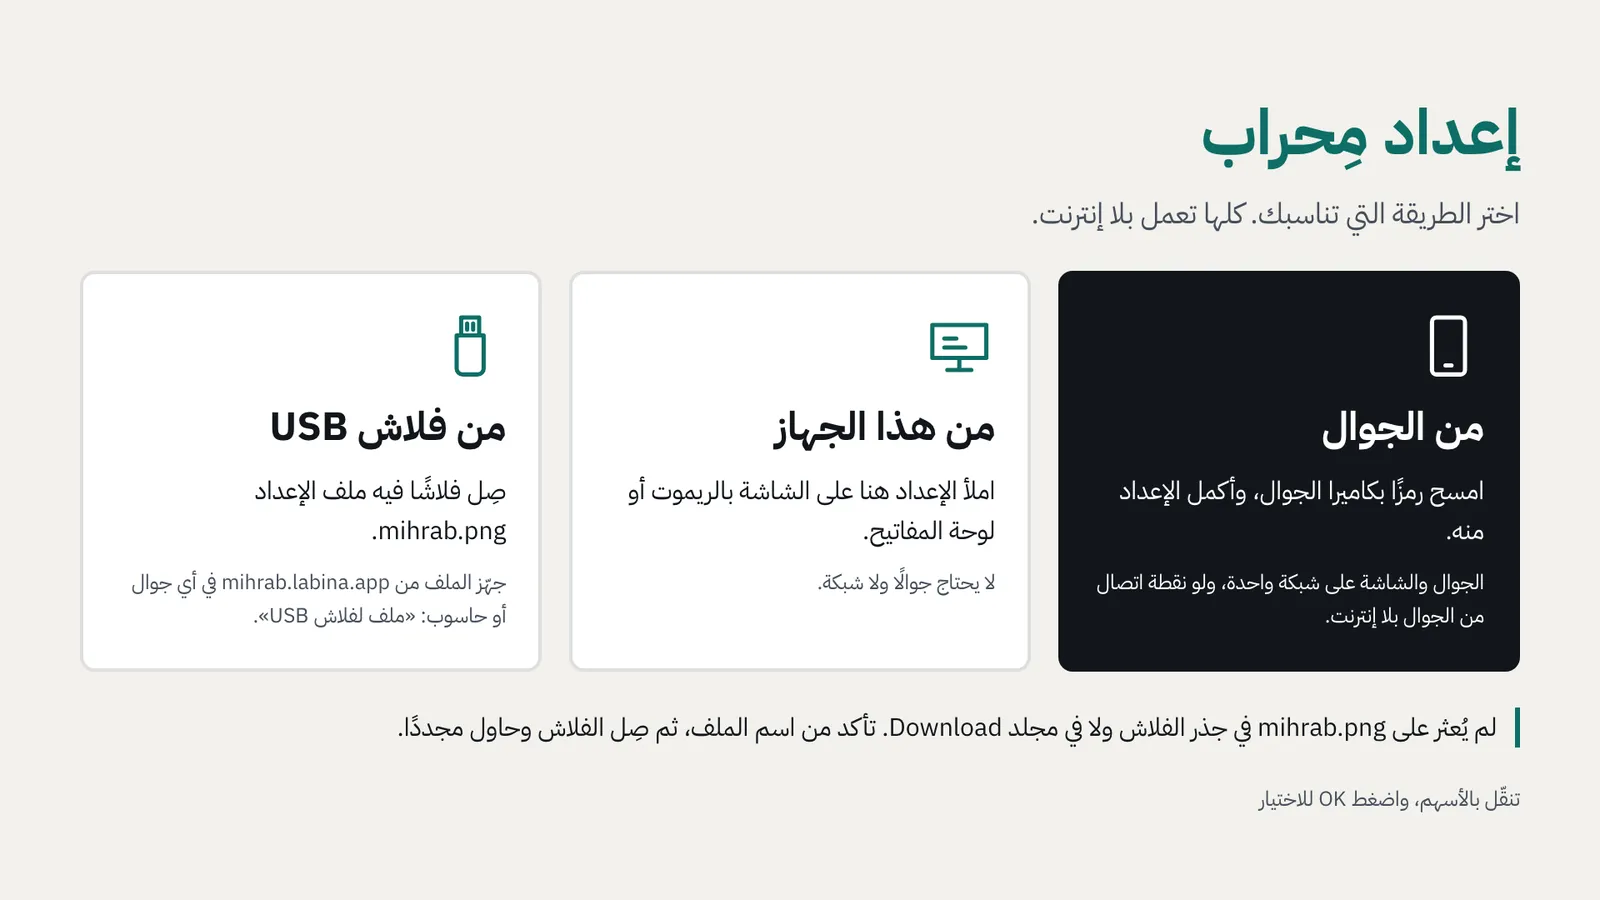 إعداد مِحراب
اختر الطريقة التي تناسبك. كلها تعمل بلا إنترنت.
من الجوال
امسح رمزًا بكاميرا الجوال، وأكمل الإعداد
منه.
الجوال والشاشة على شبكة واحدة، ولو نقطة اتصال
من الجوال بلا إنترنت.
من هذا الجهاز
املأ الإعداد هنا على الشاشة بالريموت أو
لوحة المفاتيح.
لا يحتاج جوالًا ولا شبكة.
من فلاش USB
صِل فلاشًا فيه ملف الإعداد
mihrab.png.
جهّز الملف من mihrab.labina.app في أي جوال
أو حاسوب: «ملف لفلاش USB».
لم يُعثر على mihrab.png في جذر الفلاش ولا في مجلد Download. تأكد من اسم الملف، ثم صِل الفلاش وحاول مجددًا.
تنقّل بالأسهم، واضغط OK للاختيار